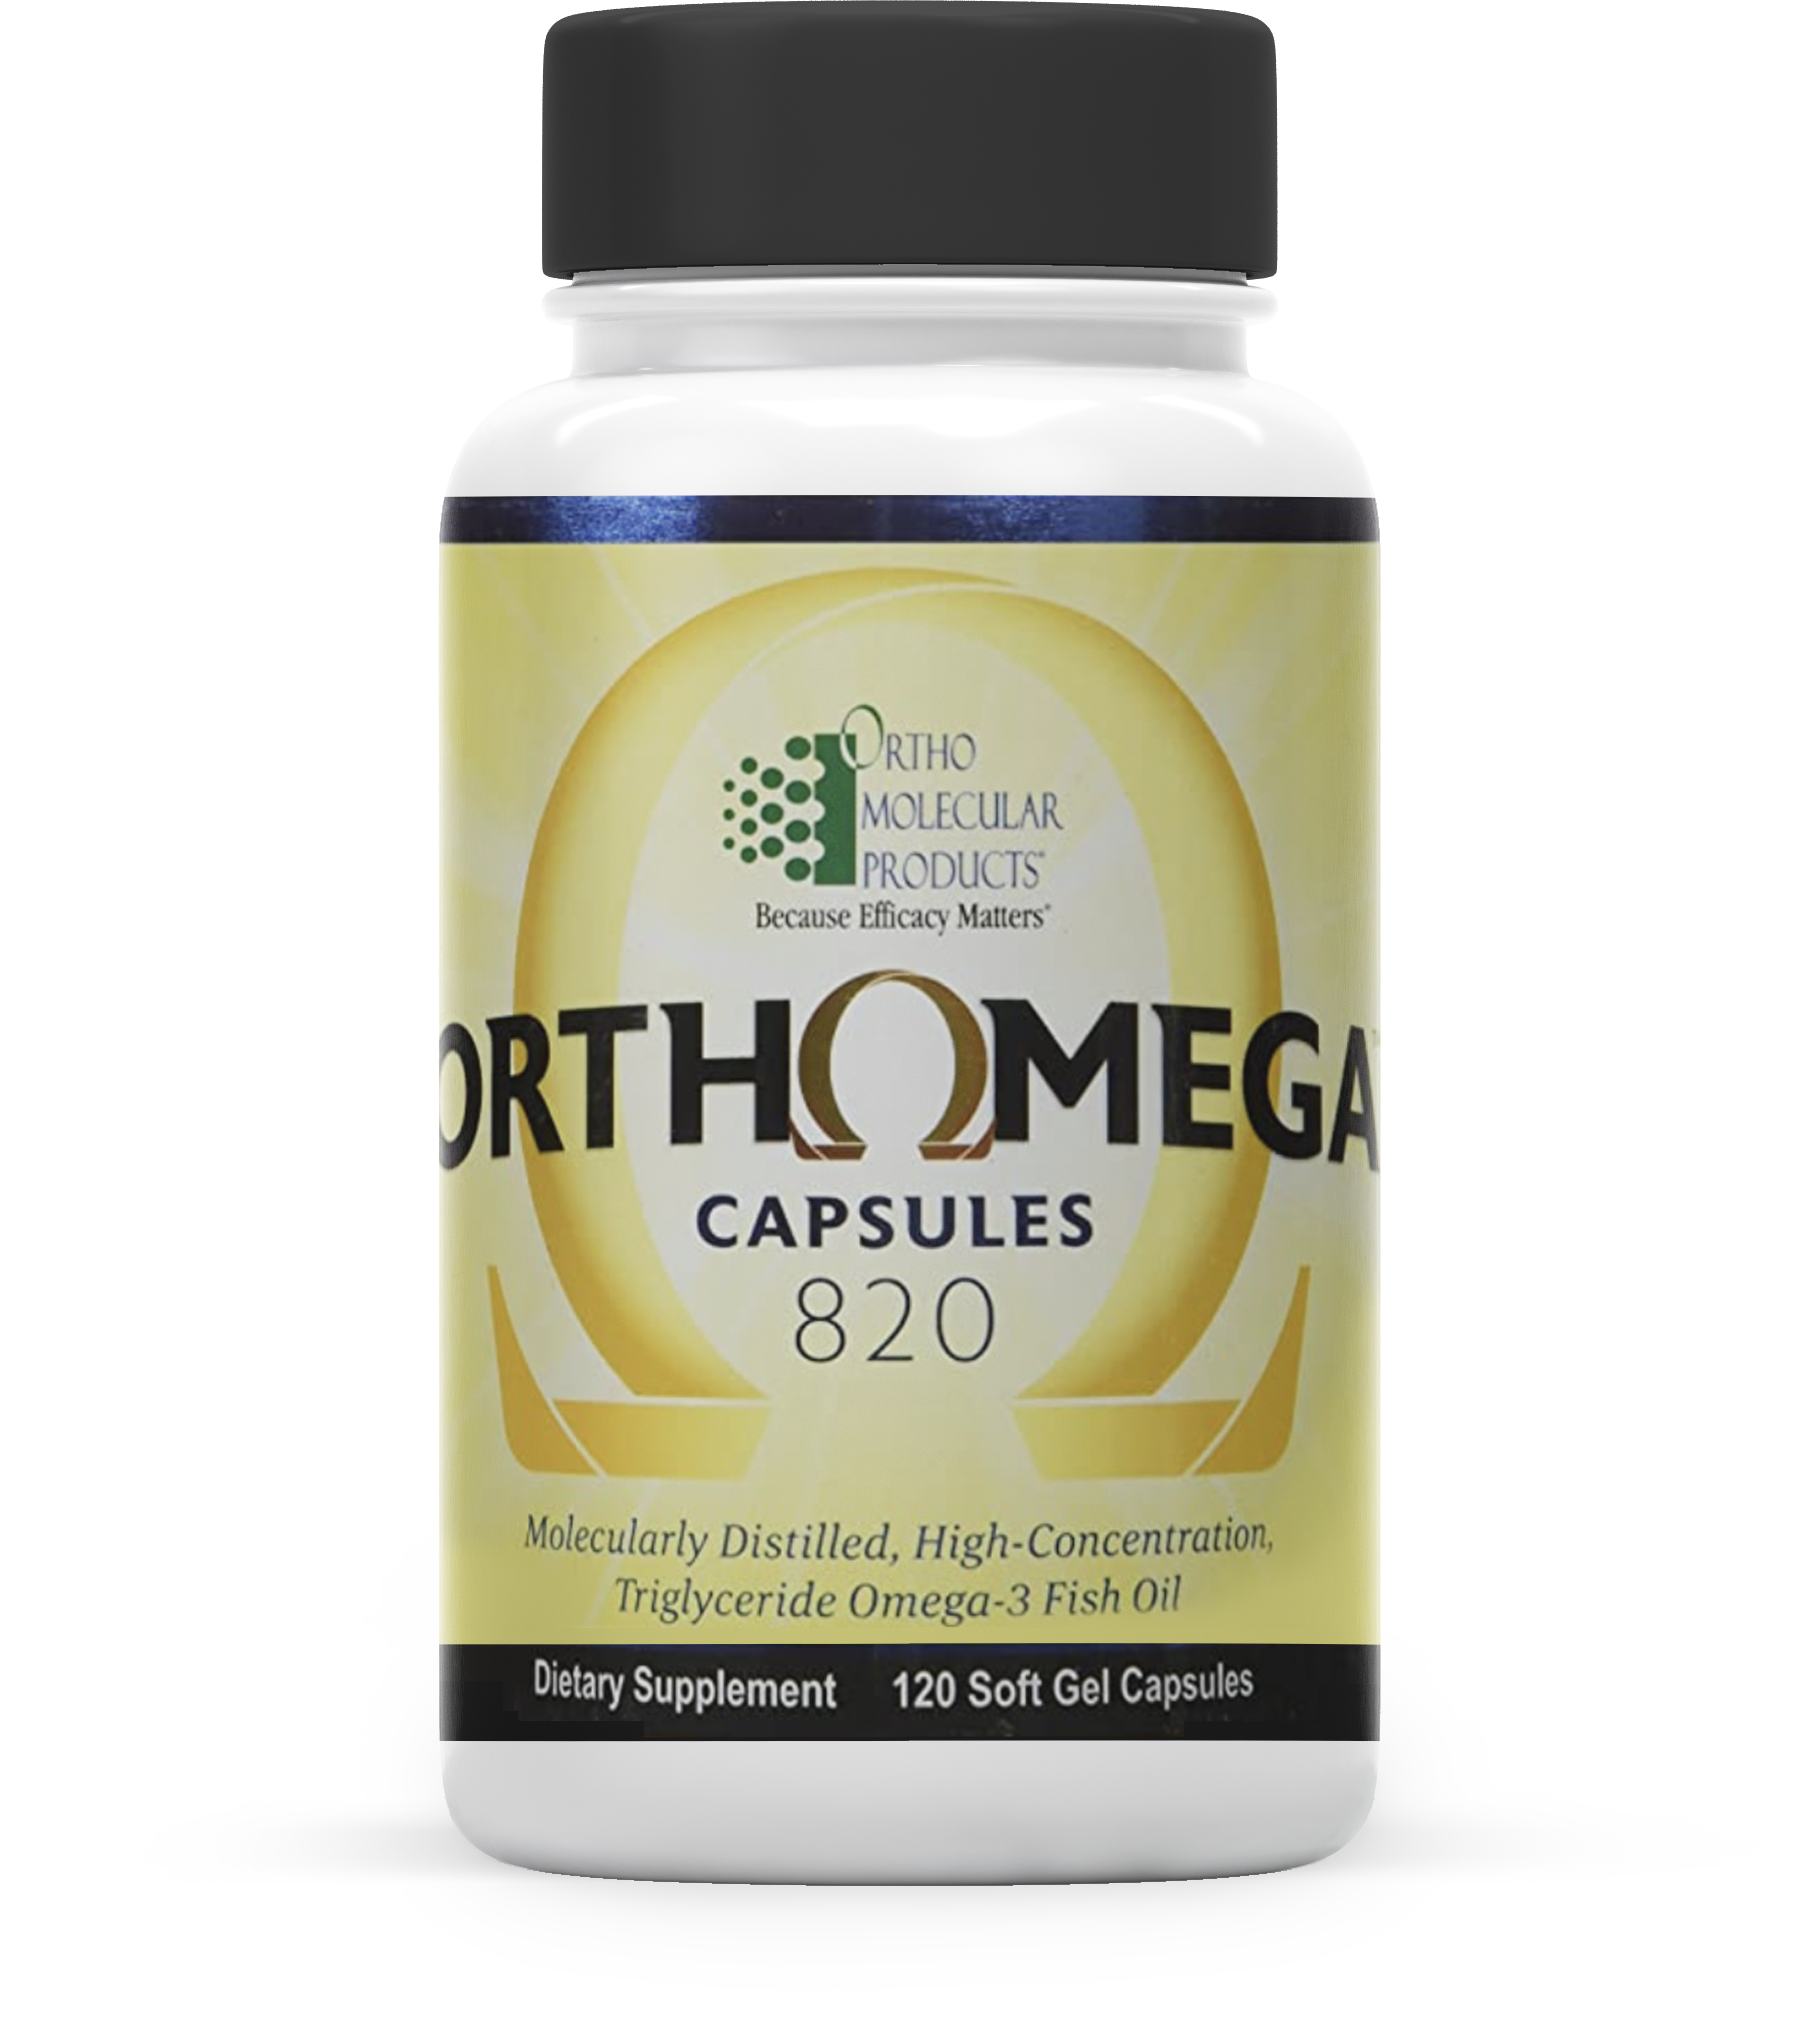 ORTHO
MOLECULAR
PRODUCTS®
Because Efficacy Matters®
ORTHΩMEGA
CAPSULES
820
Molecularly Distilled, High-Concentration,
Triglyceride Omega-3 Fish Oil
Dietary Supplement 120 Soft Gel Capsules